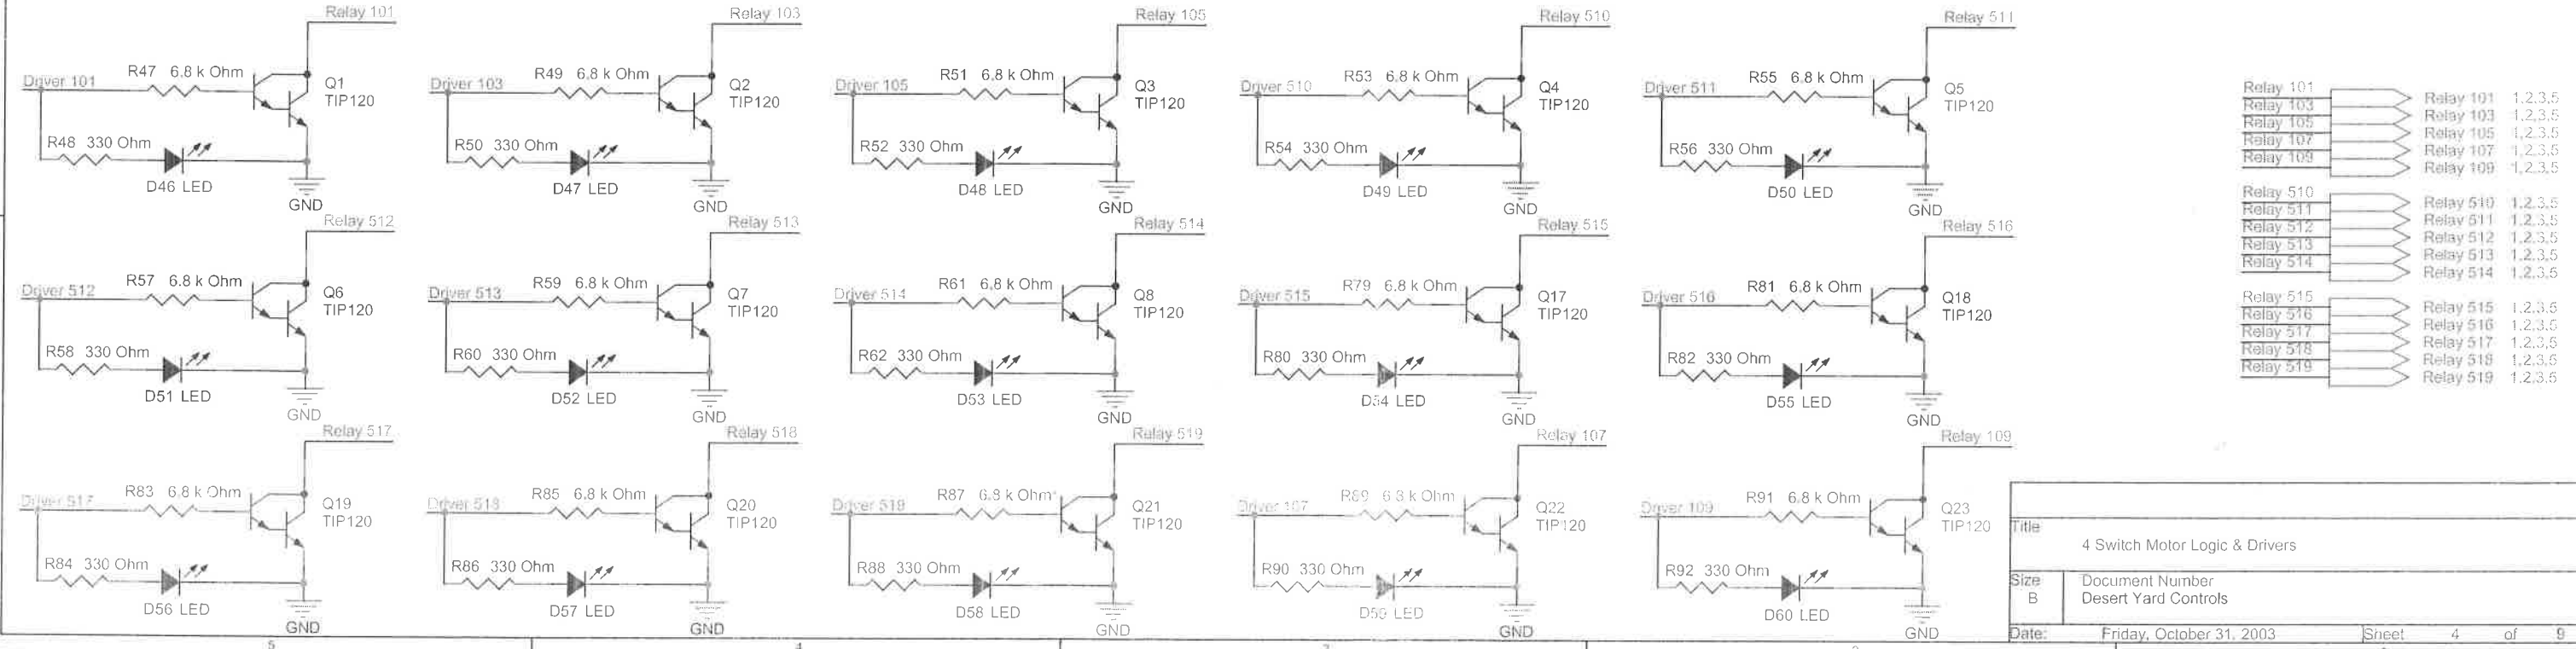 Relay 101
Driver 101
R47 6.8 k Ohm
Q1
TIP120
R48 330 Ohm
D46 LED
GND
Relay 103
Driver 103
R49 6.8 k Ohm
Q2
TIP120
R50 330 Ohm
D47 LED
GND
Relay 105
Driver 105
R51 6.8 k Ohm
Q3
TIP120
R52 330 Ohm
D48 LED
GND
Relay 510
Driver 510
R53 6.8 k Ohm
Q4
TIP120
R54 330 Ohm
D49 LED
GND
Relay 511
Driver 511
R55 6.8 k Ohm
Q5
TIP120
R56 330 Ohm
D50 LED
GND
Relay 512
Driver 512
R57 6.8 k Ohm
Q6
TIP120
R58 330 Ohm
D51 LED
GND
Relay 513
Driver 513
R59 6.8 k Ohm
Q7
TIP120
R60 330 Ohm
D52 LED
GND
Relay 514
Driver 514
R61 6.8 k Ohm
Q8
TIP120
R62 330 Ohm
D53 LED
GND
Relay 515
Driver 515
R79 6.8 k Ohm
Q17
TIP120
R80 330 Ohm
D54 LED
GND
Relay 516
Driver 516
R81 6.8 k Ohm
Q18
TIP120
R82 330 Ohm
D55 LED
GND
Relay 517
Driver 517
R83 6.8 k Ohm
Q19
TIP120
R84 330 Ohm
D56 LED
GND
Relay 518
Driver 518
R85 6.8 k Ohm
Q20
TIP120
R86 330 Ohm
D57 LED
GND
Relay 519
Driver 519
R87 6.8 k Ohm
Q21
TIP120
R88 330 Ohm
D58 LED
GND
Relay 107
Driver 107
R89 6.8 k Ohm
Q22
TIP120
R90 330 Ohm
D59 LED
GND
Relay 109
Driver 109
R91 6.8 k Ohm
Q23
TIP120
R92 330 Ohm
D60 LED
GND
Relay 101 Relay 101 1,2,3,5
Relay 103 Relay 103 1,2,3,5
Relay 105 Relay 105 1,2,3,5
Relay 107 Relay 107 1,2,3,5
Relay 109 Relay 109 1,2,3,5
Relay 510 Relay 510 1,2,3,5
Relay 511 Relay 511 1,2,3,5
Relay 512 Relay 512 1,2,3,5
Relay 513 Relay 513 1,2,3,5
Relay 514 Relay 514 1,2,3,5
Relay 515 Relay 515 1,2,3,5
Relay 516 Relay 516 1,2,3,5
Relay 517 Relay 517 1,2,3,5
Relay 518 Relay 518 1,2,3,5
Relay 519 Relay 519 1,2,3,5
Title
4 Switch Motor Logic & Drivers
Size Document Number
B Desert Yard Controls
Date: Friday, October 31, 2003 Sheet 4 of 9